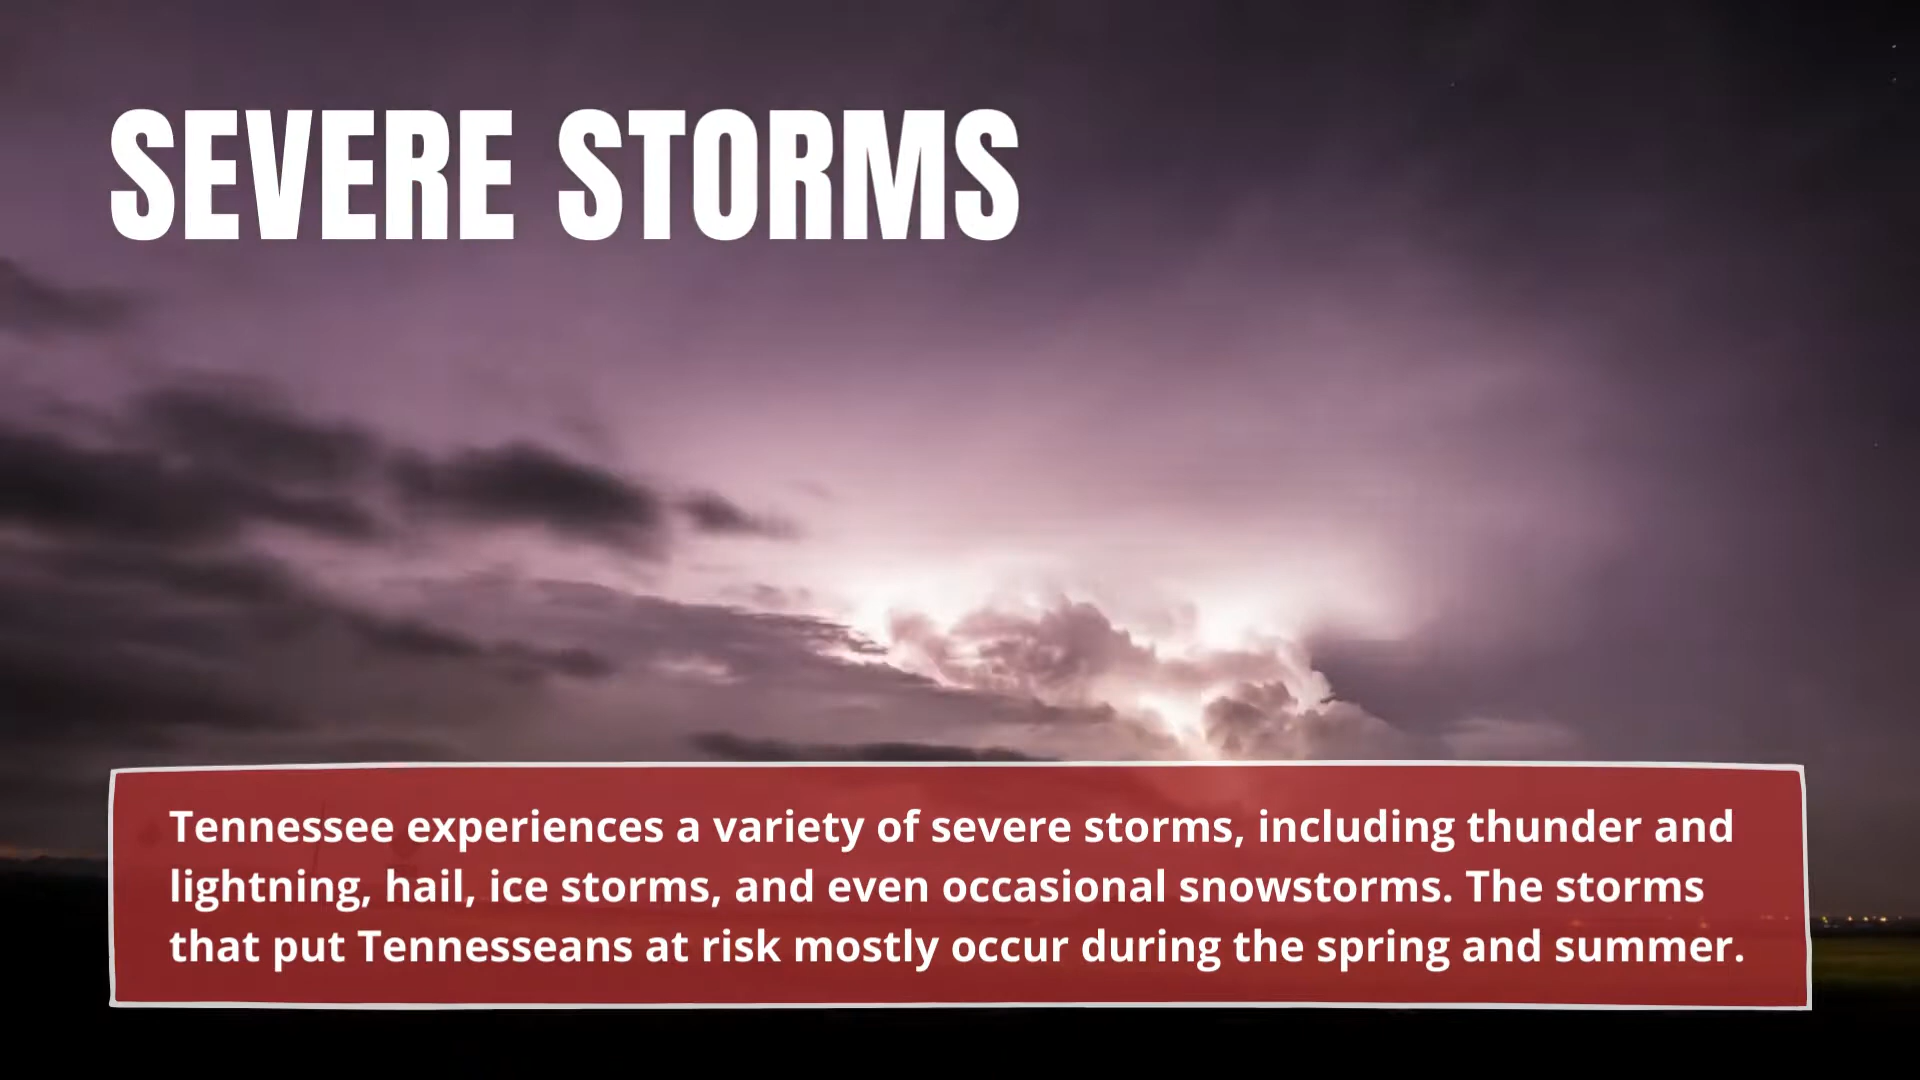 SEVERE STORMS
Tennessee experiences a variety of severe storms, including thunder and
lightning, hail, ice storms, and even occasional snowstorms. The storms
that put Tennesseans at risk mostly occur during the spring and summer.